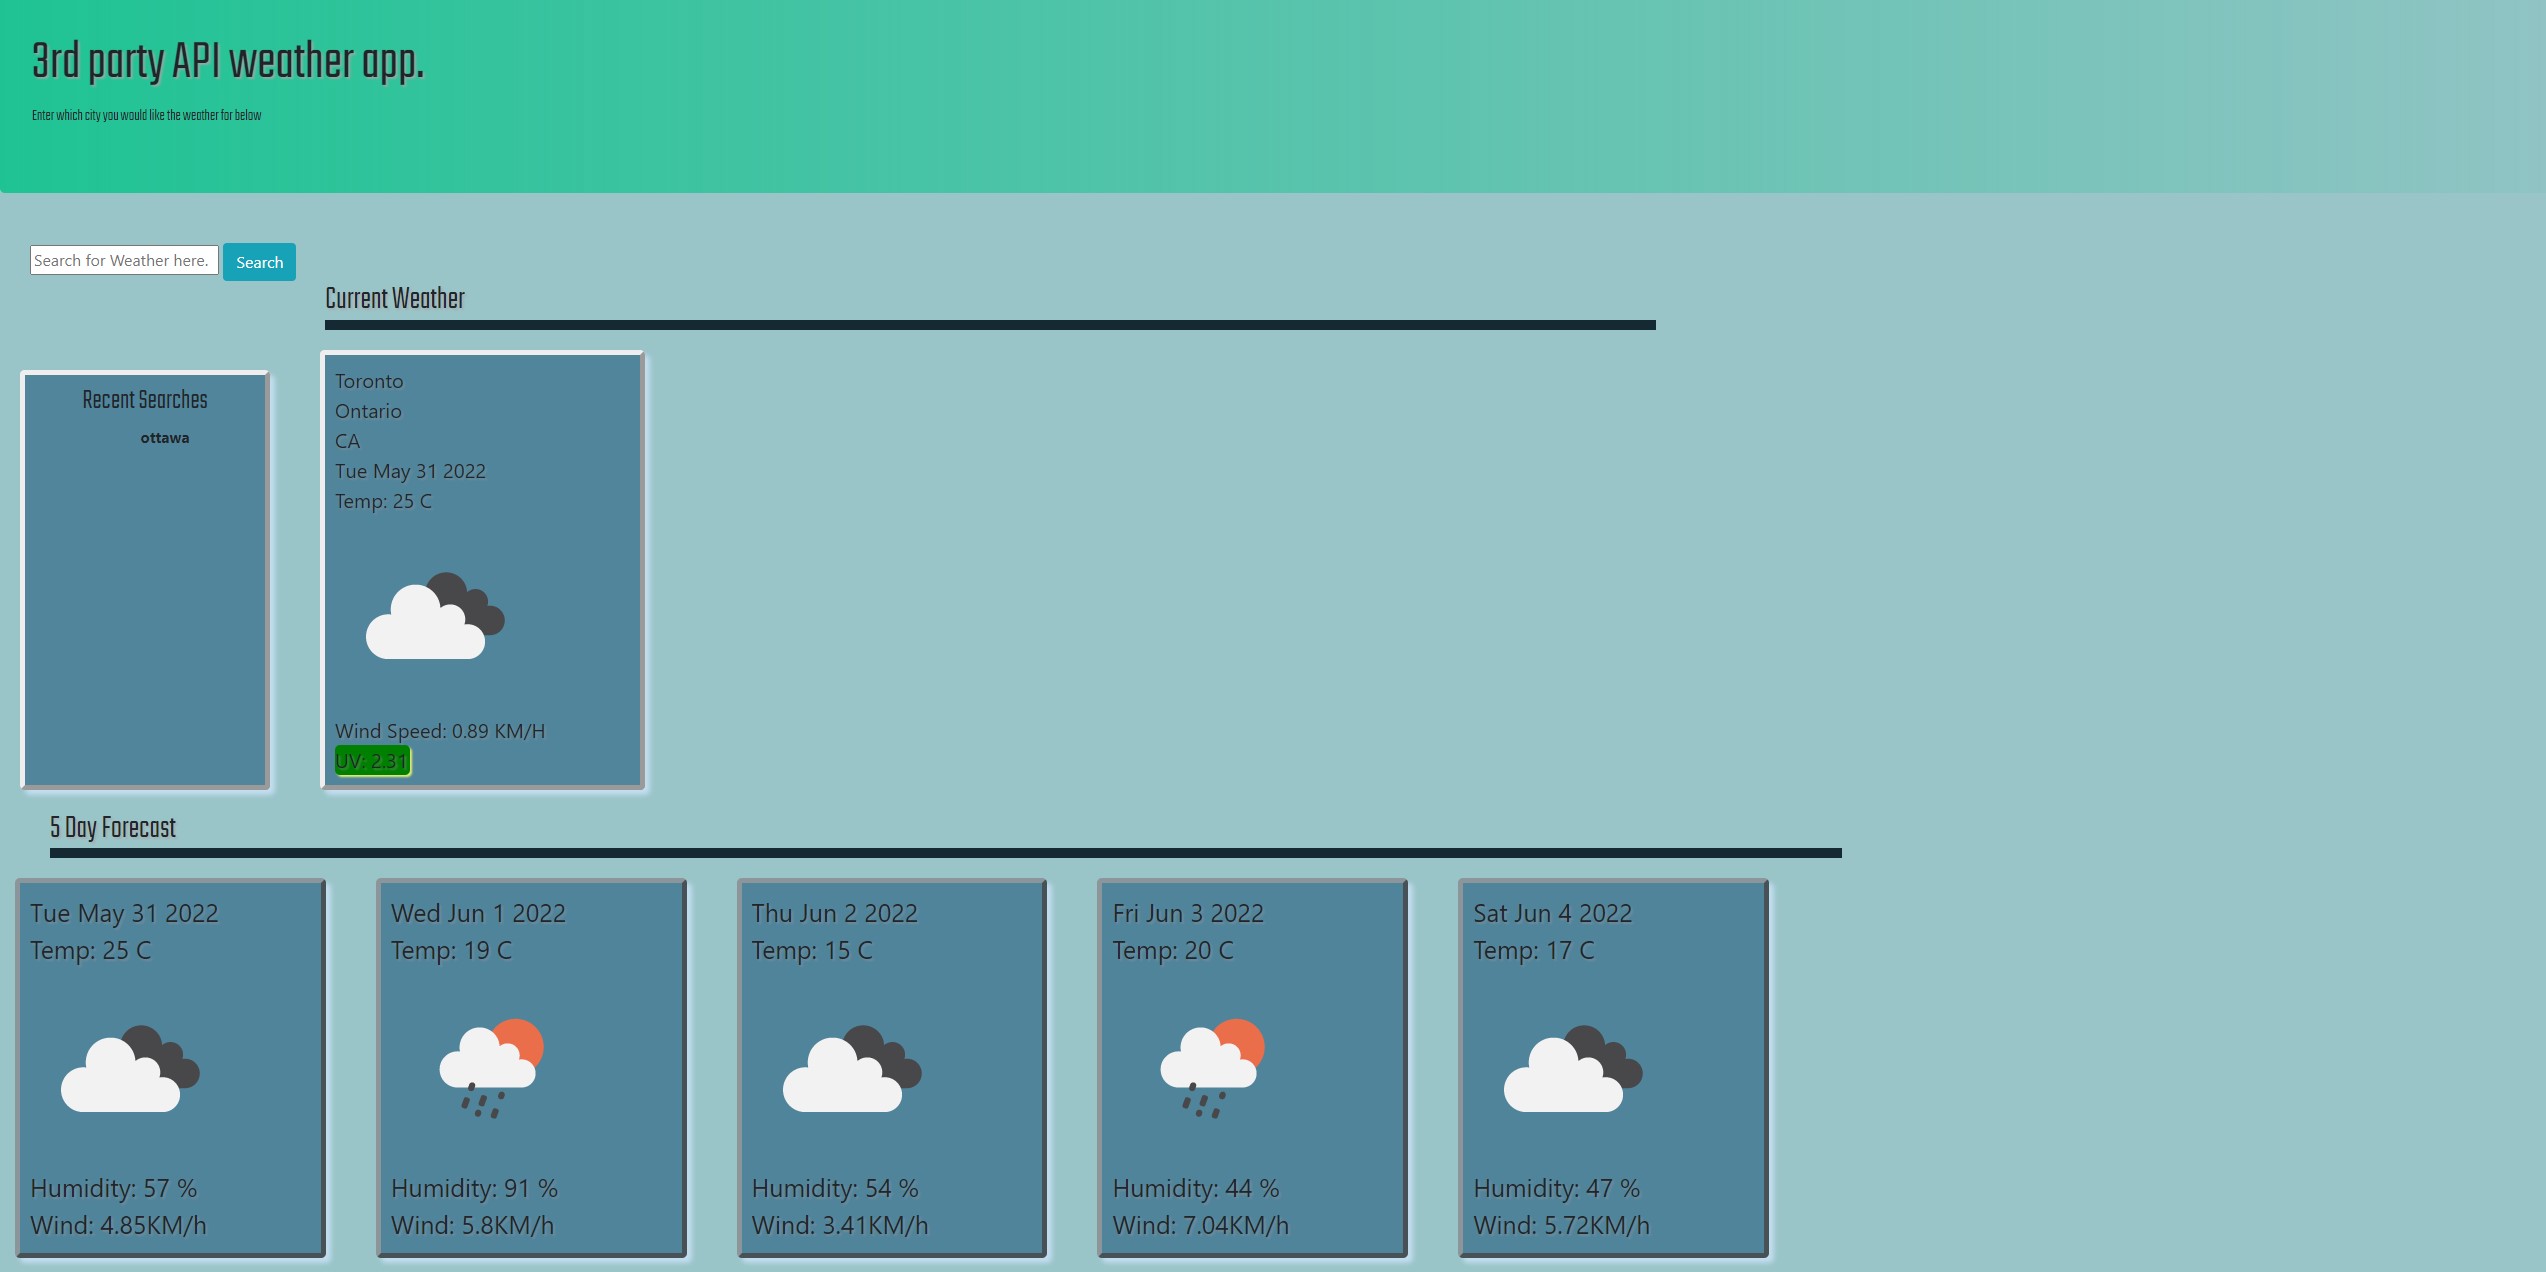 3rd party API weather app.
Enter which city you would like the weather for below
Search for Weather here.
Search
Current Weather
Recent Searches
ottawa
Toronto
Ontario
CA
Tue May 31 2022
Temp: 25 C
Wind Speed: 0.89 KM/H
UV: 2.31
5 Day Forecast
Tue May 31 2022
Temp: 25 C
Humidity: 57 %
Wind: 4.85KM/h
Wed Jun 1 2022
Temp: 19 C
Humidity: 91 %
Wind: 5.8KM/h
Thu Jun 2 2022
Temp: 15 C
Humidity: 54 %
Wind: 3.41KM/h
Fri Jun 3 2022
Temp: 20 C
Humidity: 44 %
Wind: 7.04KM/h
Sat Jun 4 2022
Temp: 17 C
Humidity: 47 %
Wind: 5.72KM/h